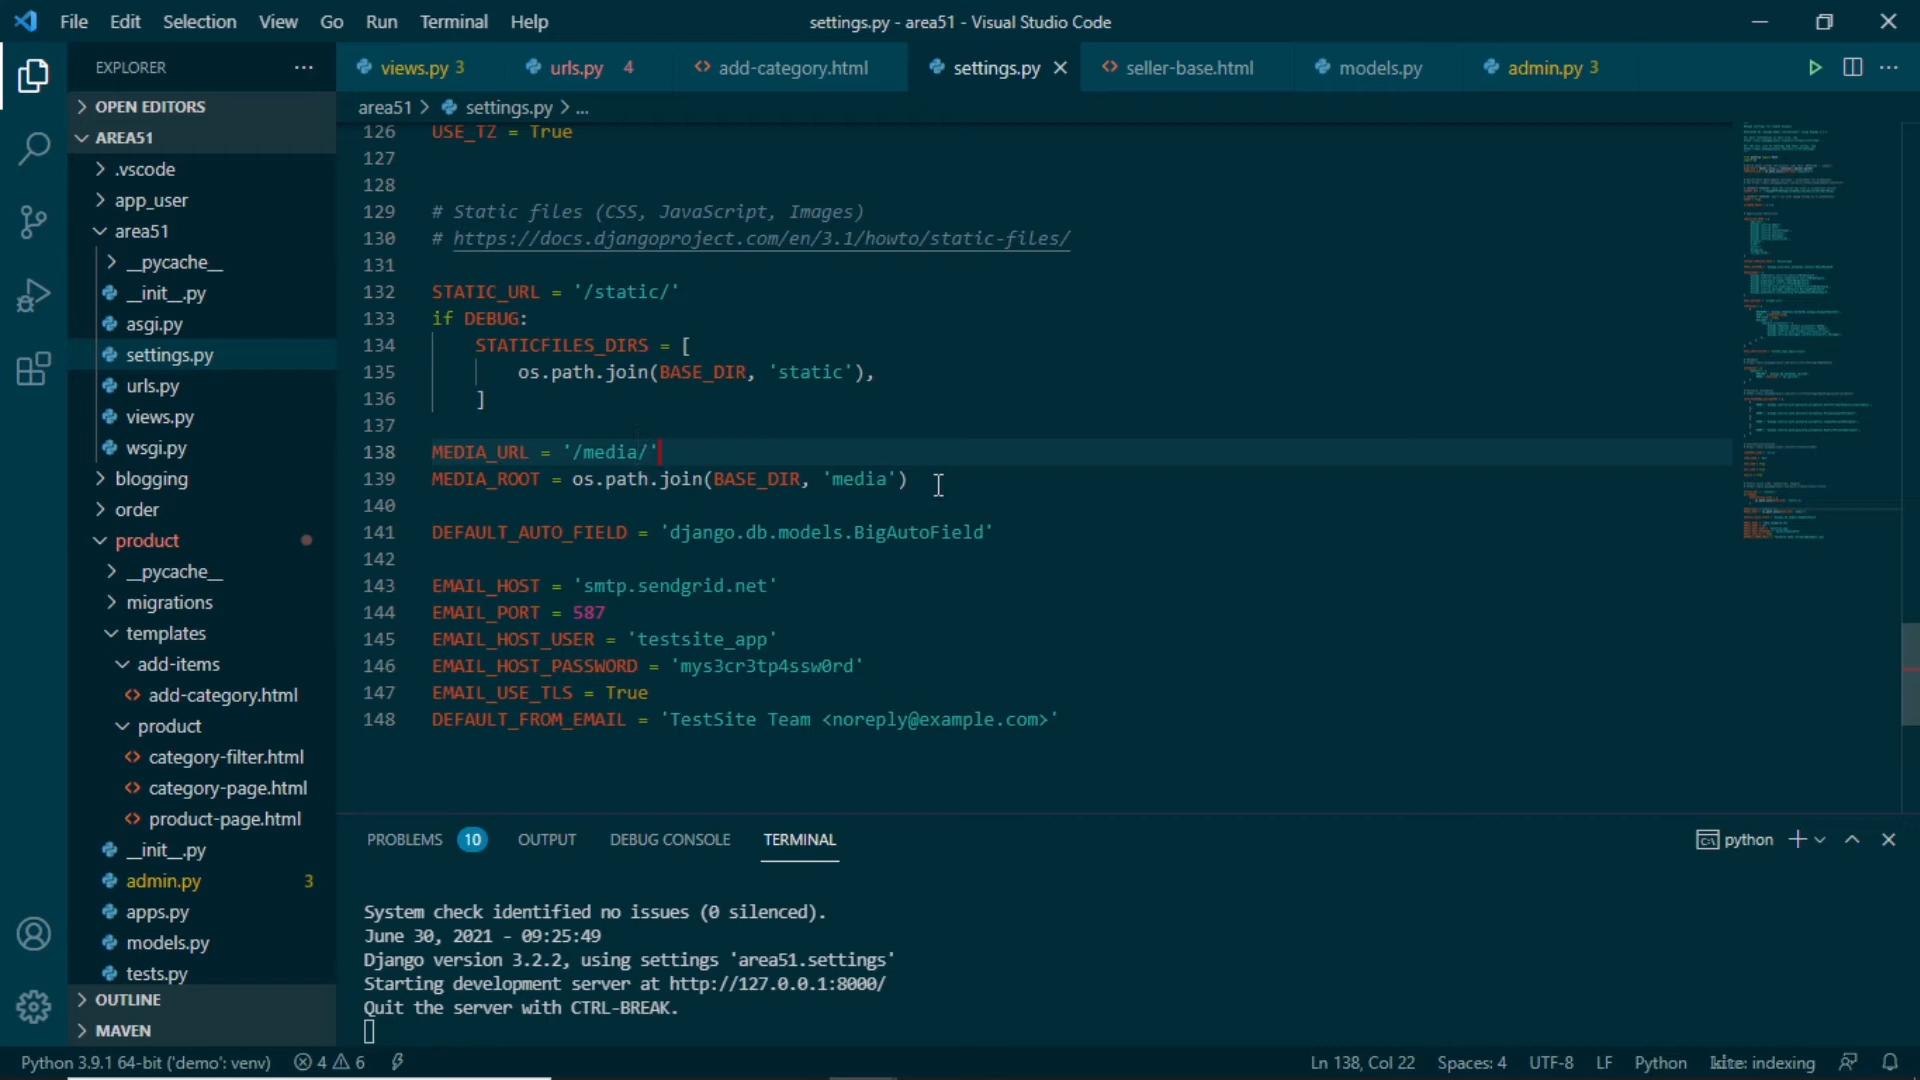 File Edit Selection View Go Run Terminal Help
settings.py - area51 - Visual Studio Code
EXPLORER
OPEN EDITORS
AREA51
.vscode
app_user
area51
__pycache__
__init__.py
asgi.py
settings.py
urls.py
views.py
wsgi.py
blogging
order
product
__pycache__
migrations
templates
add-items
add-category.html
product
category-filter.html
category-page.html
product-page.html
__init__.py
admin.py 3
apps.py
models.py
tests.py
OUTLINE
MAVEN
views.py 3 urls.py 4 add-category.html settings.py seller-base.html models.py admin.py 3
area51 > settings.py > ...
126 USE_TZ = True
127
128
129 # Static files (CSS, JavaScript, Images)
130 # https://docs.djangoproject.com/en/3.1/howto/static-files/
131
132 STATIC_URL = '/static/'
133 if DEBUG:
134 STATICFILES_DIRS = [
135 os.path.join(BASE_DIR, 'static'),
136 ]
137
138 MEDIA_URL = '/media/'
139 MEDIA_ROOT = os.path.join(BASE_DIR, 'media')
140
141 DEFAULT_AUTO_FIELD = 'django.db.models.BigAutoField'
142
143 EMAIL_HOST = 'smtp.sendgrid.net'
144 EMAIL_PORT = 587
145 EMAIL_HOST_USER = 'testsite_app'
146 EMAIL_HOST_PASSWORD = 'mys3cr3tp4ssw0rd'
147 EMAIL_USE_TLS = True
148 DEFAULT_FROM_EMAIL = 'TestSite Team <noreply@example.com>'
PROBLEMS 10 OUTPUT DEBUG CONSOLE TERMINAL
python
System check identified no issues (0 silenced).
June 30, 2021 - 09:25:49
Django version 3.2.2, using settings 'area51.settings'
Starting development server at http://127.0.0.1:8000/
Quit the server with CTRL-BREAK.
Python 3.9.1 64-bit ('demo': venv) 4 6 Ln 138, Col 22 Spaces: 4 UTF-8 LF Python kite: indexing